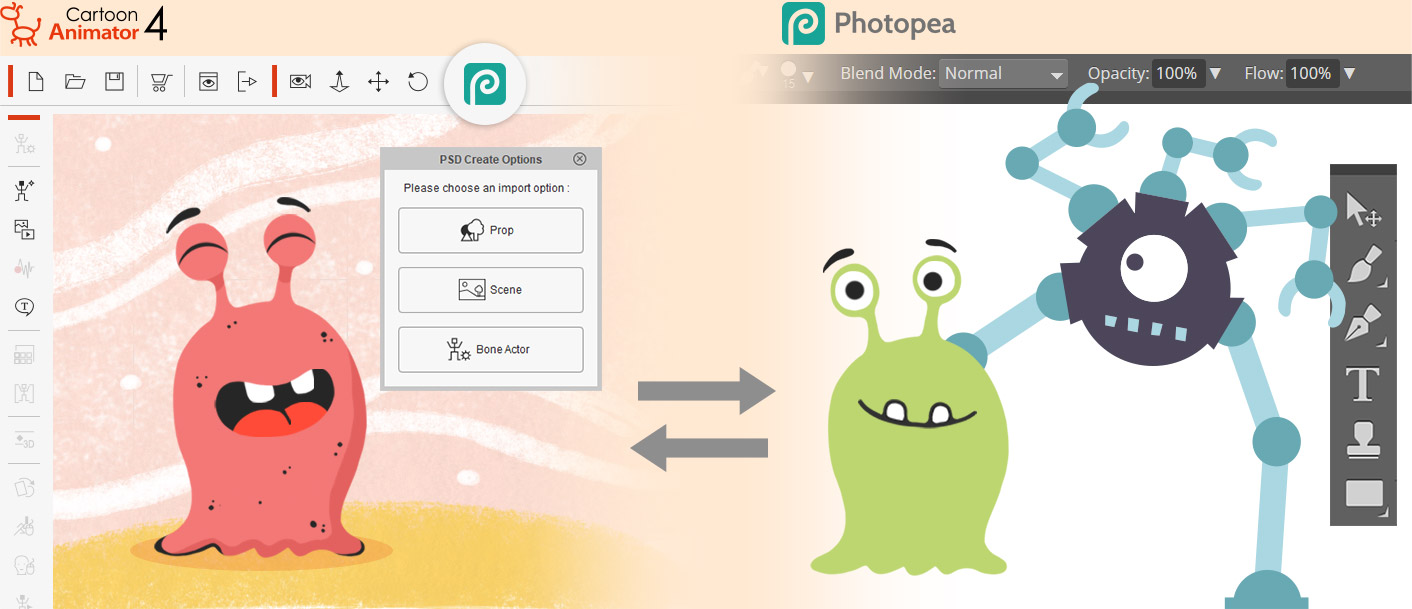 Cartoon
Animator 4
Photopea
Blend Mode: Normal
Opacity: 100%
Flow: 100%
15
PSD Create Options
Please choose an import option :
Prop
Scene
Bone Actor
T
3D
T